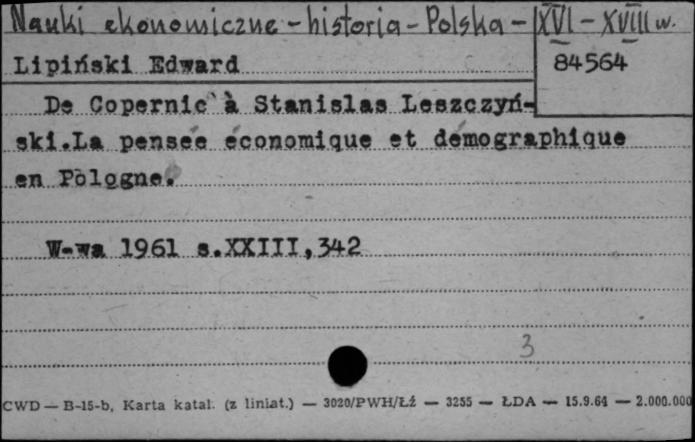 Nauki ekonomiczne - historia - Polska - XVI - XVIII w.
Lipiński Edward
84564
De Copernic à Stanislas Leszczyń-
ski.La pensée économique et démographique
en Pologne.
W-wa 1961 s.XXIII,342
3
CWD — B-15-b, Karta katal. (z liniat.) — 3020/PWH/Łź — 3255 — ŁDA — 15.9.64 — 2.000.000